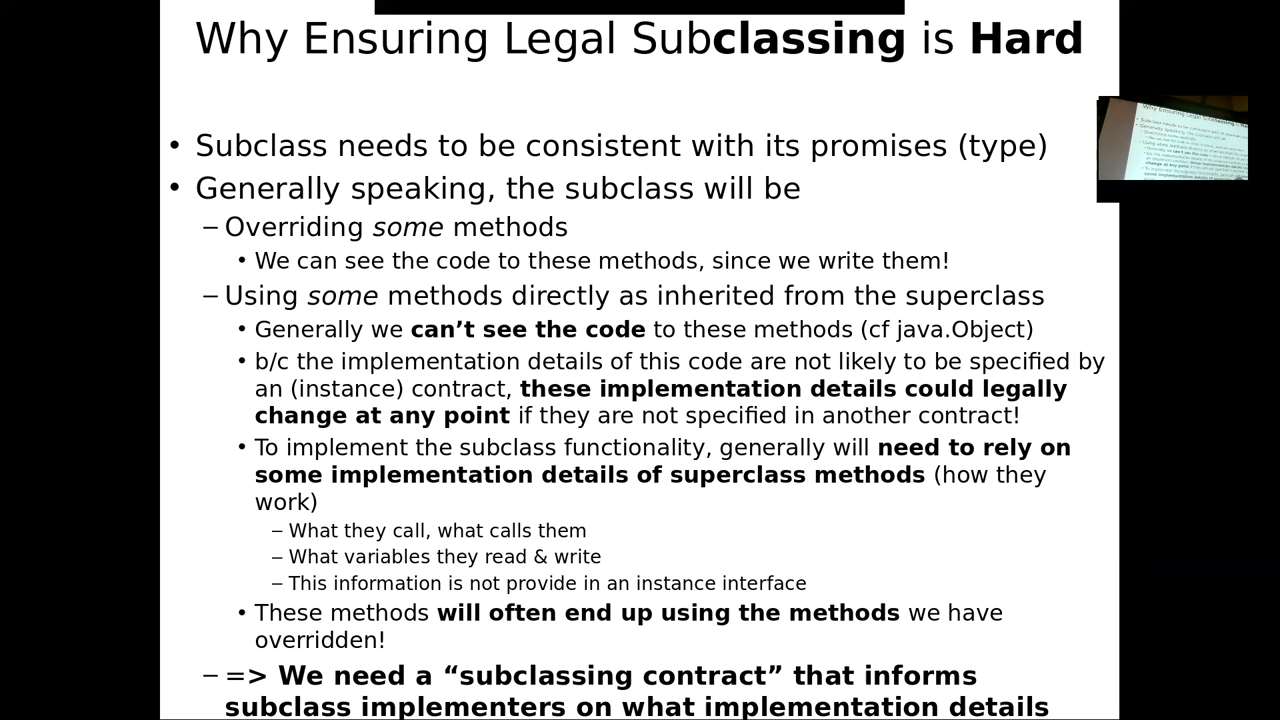 Why Ensuring Legal Subclassing is Hard
• Subclass needs to be consistent with its promises (type)
• Generally speaking, the subclass will be
– Overriding some methods
• We can see the code to these methods, since we write them!
– Using some methods directly as inherited from the superclass
• Generally we can’t see the code to these methods (cf java.Object)
• b/c the implementation details of this code are not likely to be specified by
an (instance) contract, these implementation details could legally
change at any point if they are not specified in another contract!
• To implement the subclass functionality, generally will need to rely on
some implementation details of superclass methods (how they
work)
– What they call, what calls them
– What variables they read & write
– This information is not provide in an instance interface
• These methods will often end up using the methods we have
overridden!
– => We need a “subclassing contract” that informs
subclass implementers on what implementation details